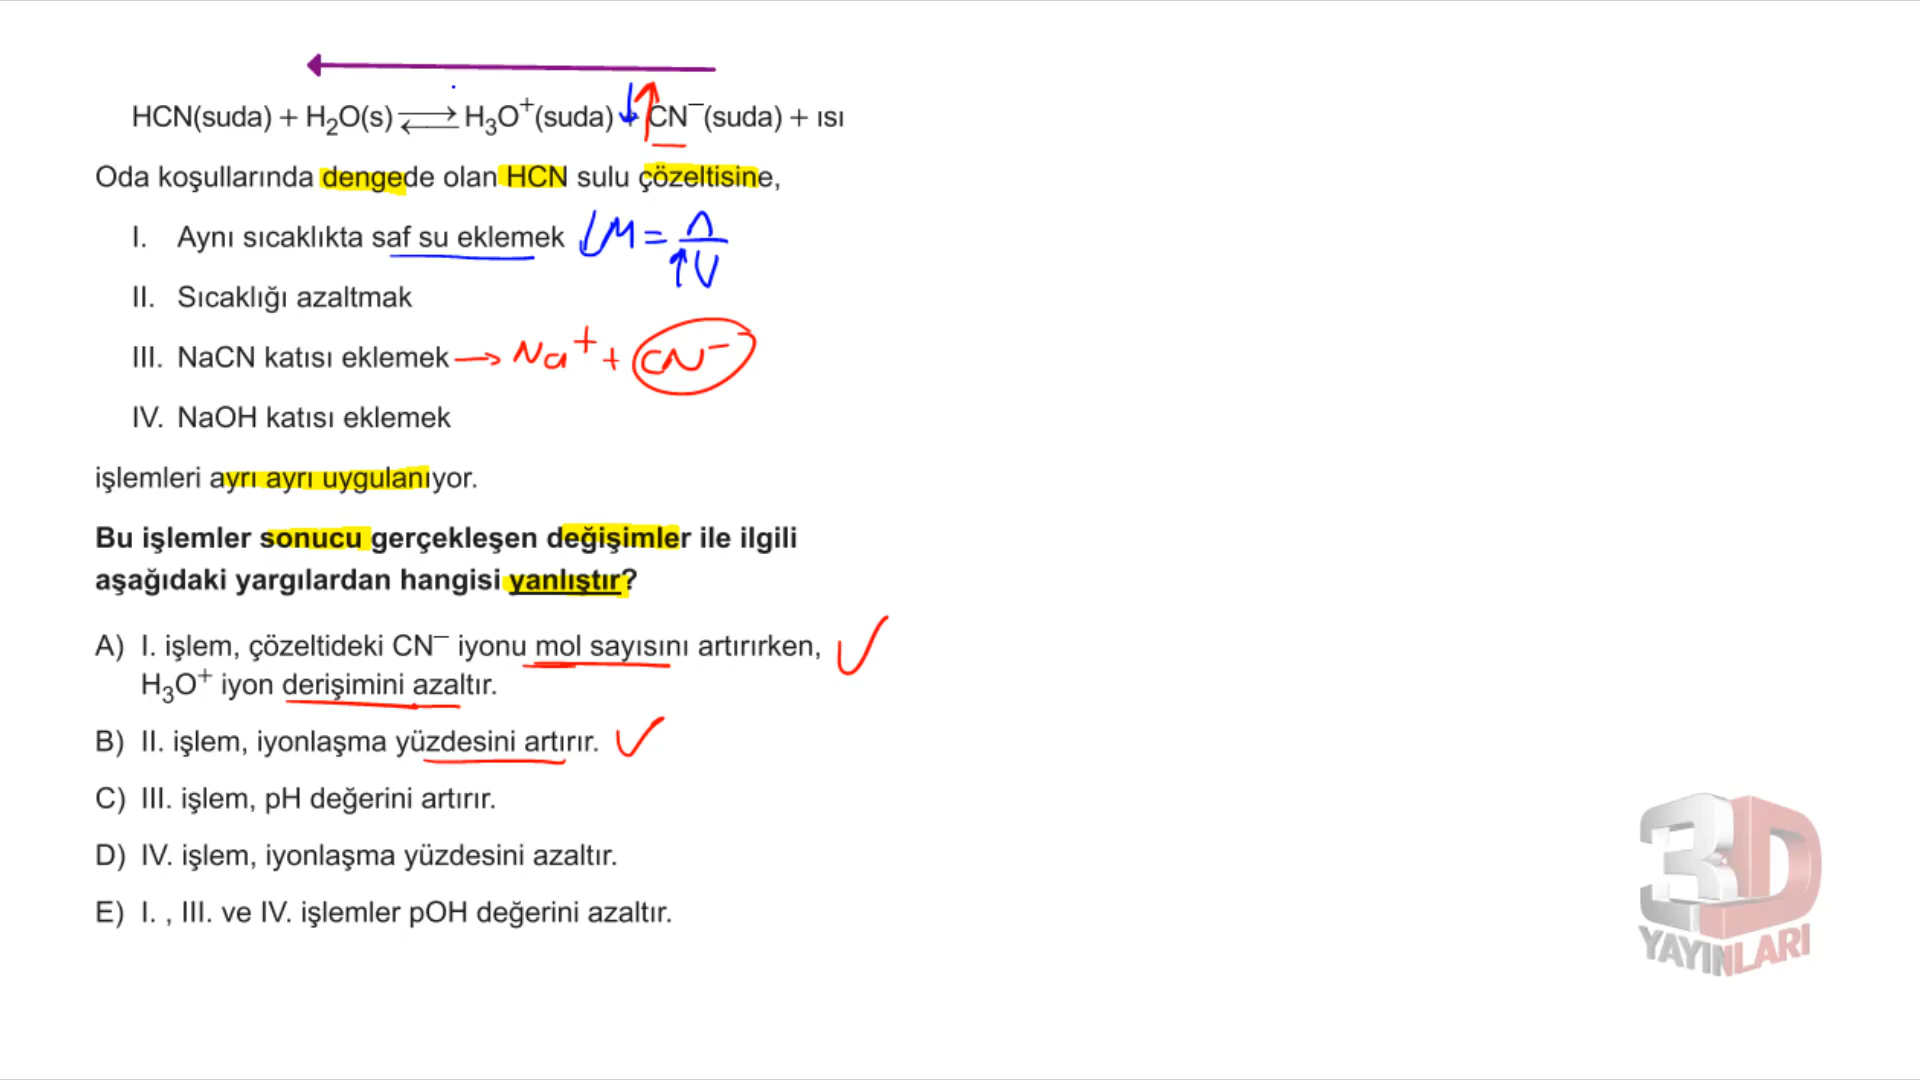 HCN(suda) + H₂O(s) ⇌ H₃O⁺(suda) + CN⁻(suda) + ısı
Oda koşullarında dengede olan HCN sulu çözeltisine,
I. Aynı sıcaklıkta saf su eklemek ↓M = n/↑V
II. Sıcaklığı azaltmak
III. NaCN katısı eklemek → Na⁺ + CN⁻
IV. NaOH katısı eklemek
işlemleri ayrı ayrı uygulanıyor.
Bu işlemler sonucu gerçekleşen değişimler ile ilgili
aşağıdaki yargılardan hangisi yanlıştır?
A) I. işlem, çözeltideki CN⁻ iyonu mol sayısını artırırken,
H₃O⁺ iyon derişimini azaltır.
B) II. işlem, iyonlaşma yüzdesini artırır.
C) III. işlem, pH değerini artırır.
D) IV. işlem, iyonlaşma yüzdesini azaltır.
E) I. , III. ve IV. işlemler pOH değerini azaltır.
3D
YAYINLARI